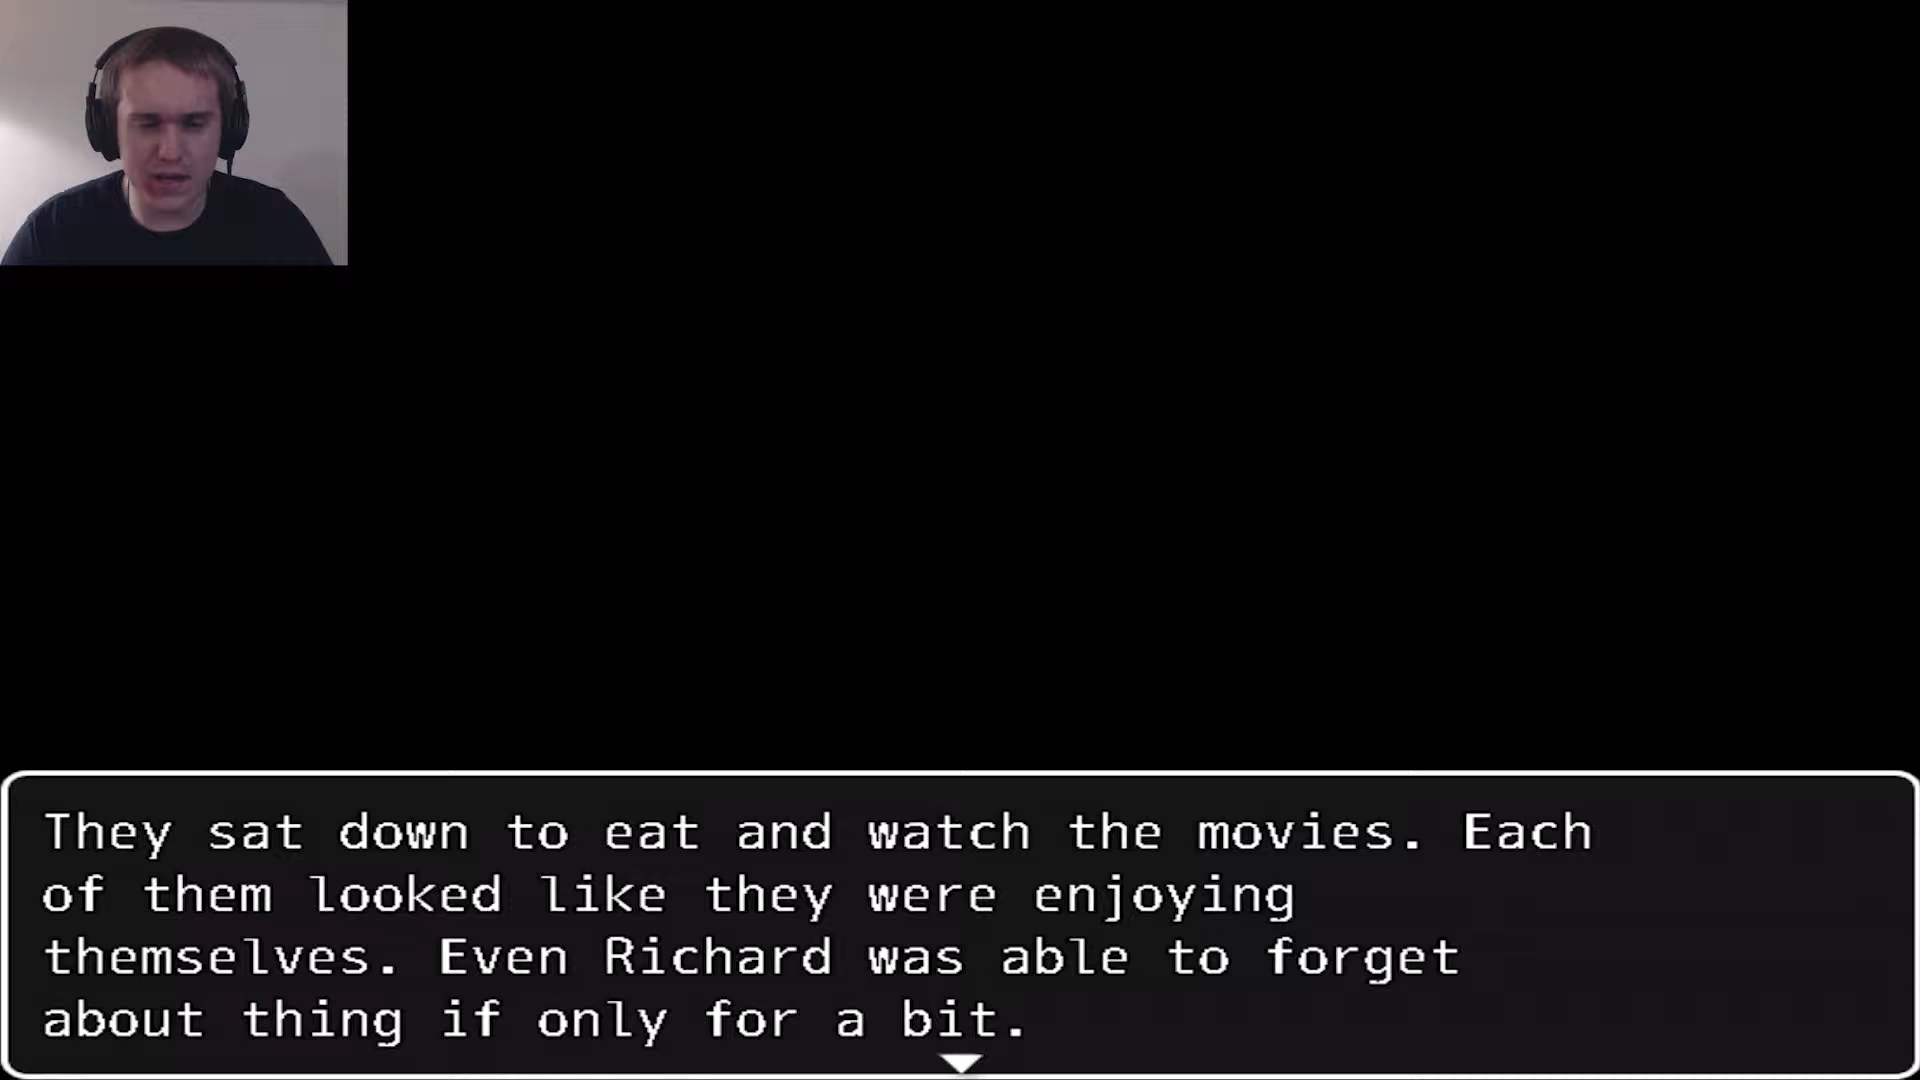 They sat down to eat and watch the movies. Each
of them looked like they were enjoying
themselves. Even Richard was able to forget
about thing if only for a bit.